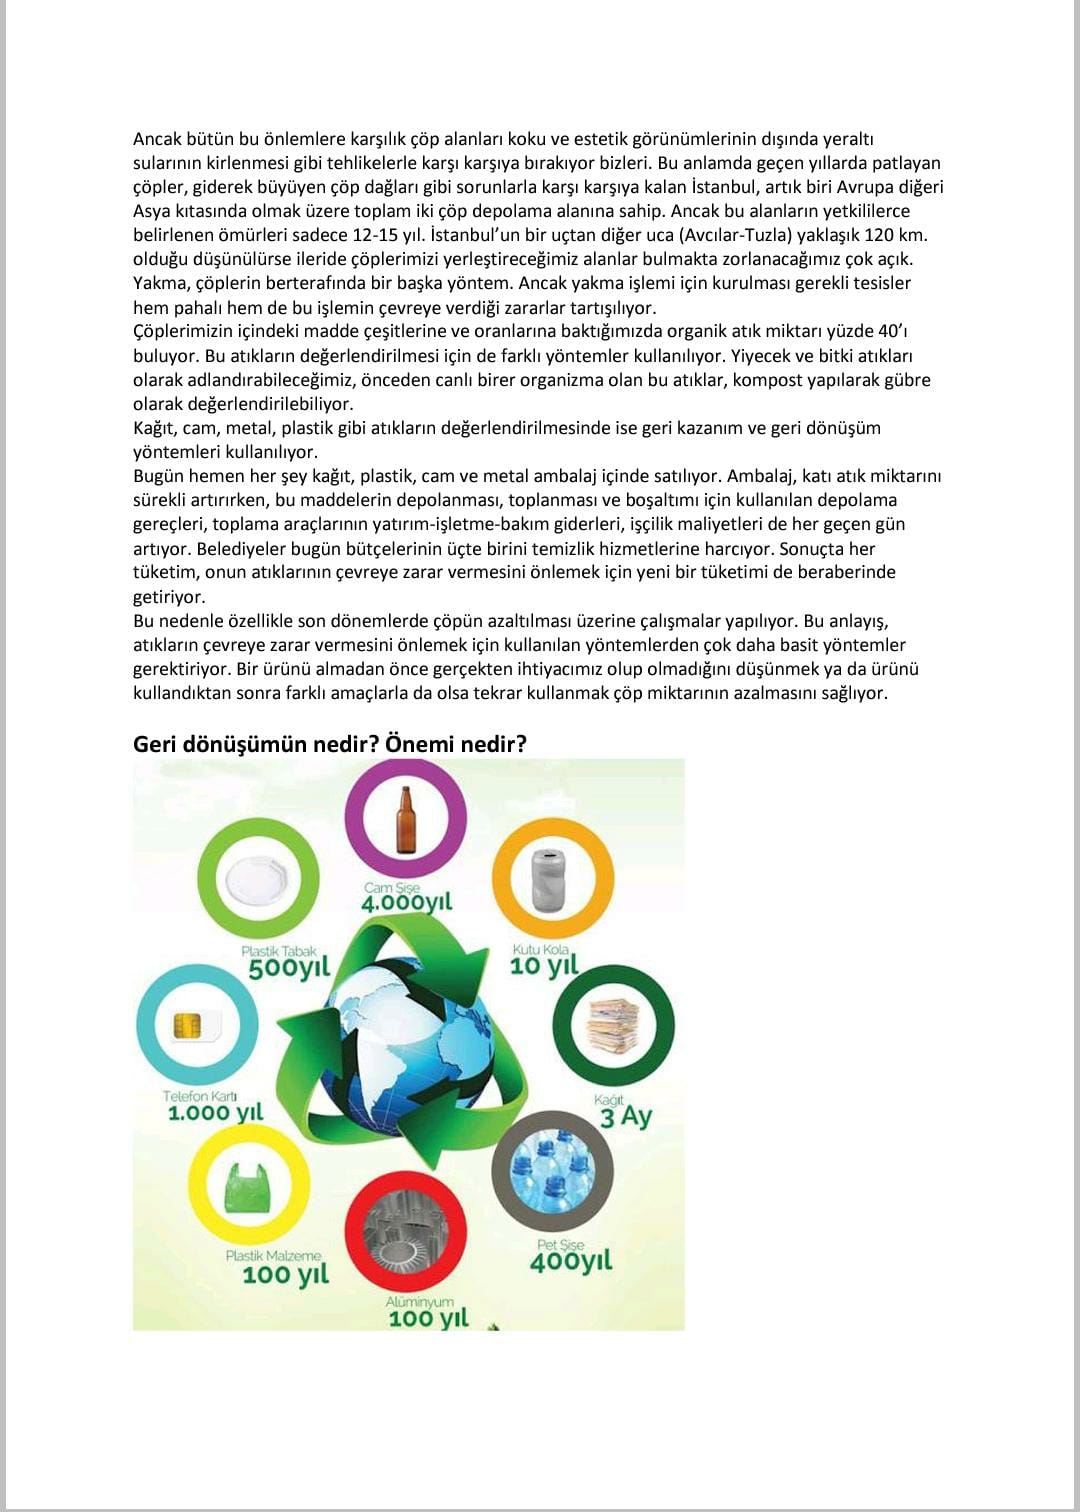 Ancak bütün bu önlemlere karşılık çöp alanları koku ve estetik görünümlerinin dışında yeraltı
sularının kirlenmesi gibi tehlikelerle karşı karşıya bırakıyor bizleri. Bu anlamda geçen yıllarda patlayan
çöpler, giderek büyüyen çöp dağları gibi sorunlarla karşı karşıya kalan İstanbul, artık biri Avrupa diğeri
Asya kıtasında olmak üzere toplam iki çöp depolama alanına sahip. Ancak bu alanların yetkililerce
belirlenen ömürleri sadece 12-15 yıl. İstanbul’un bir uçtan diğer uca (Avcılar-Tuzla) yaklaşık 120 km.
olduğu düşünülürse ileride çöplerimizi yerleştireceğimiz alanlar bulmakta zorlanacağımız çok açık.
Yakma, çöplerin berterafında bir başka yöntem. Ancak yakma işlemi için kurulması gerekli tesisler
hem pahalı hem de bu işlemin çevreye verdiği zararlar tartışılıyor.
Çöplerimizin içindeki madde çeşitlerine ve oranlarına baktığımızda organik atık miktarı yüzde 40’ı
buluyor. Bu atıkların değerlendirilmesi için de farklı yöntemler kullanılıyor. Yiyecek ve bitki atıkları
olarak adlandırabileceğimiz, önceden canlı birer organizma olan bu atıklar, kompost yapılarak gübre
olarak değerlendirilebiliyor.
Kağıt, cam, metal, plastik gibi atıkların değerlendirilmesinde ise geri kazanım ve geri dönüşüm
yöntemleri kullanılıyor.
Bugün hemen her şey kağıt, plastik, cam ve metal ambalaj içinde satılıyor. Ambalaj, katı atık miktarını
sürekli artırırken, bu maddelerin depolanması, toplanması ve boşaltımı için kullanılan depolama
gereçleri, toplama araçlarının yatırım-işletme-bakım giderleri, işçilik maliyetleri de her geçen gün
artıyor. Belediyeler bugün bütçelerinin üçte birini temizlik hizmetlerine harcıyor. Sonuçta her
tüketim, onun atıklarının çevreye zarar vermesini önlemek için yeni bir tüketimi de beraberinde
getiriyor.
Bu nedenle özellikle son dönemlerde çöpün azaltılması üzerine çalışmalar yapılıyor. Bu anlayış,
atıkların çevreye zarar vermesini önlemek için kullanılan yöntemlerden çok daha basit yöntemler
gerektiriyor. Bir ürünü almadan önce gerçekten ihtiyacımız olup olmadığını düşünmek ya da ürünü
kullandıktan sonra farklı amaçlarla da olsa tekrar kullanmak çöp miktarının azalmasını sağlıyor.
Geri dönüşümün nedir? Önemi nedir?
Cam Şişe
4.000yıl
Plastik Tabak
500yıl
Kutu Kola
10 yıl
Telefon Kartı
1.000 yıl
Kağıt
3 Ay
Plastik Malzeme
100 yıl
Pet Şişe
400yıl
Alüminyum
100 yıl